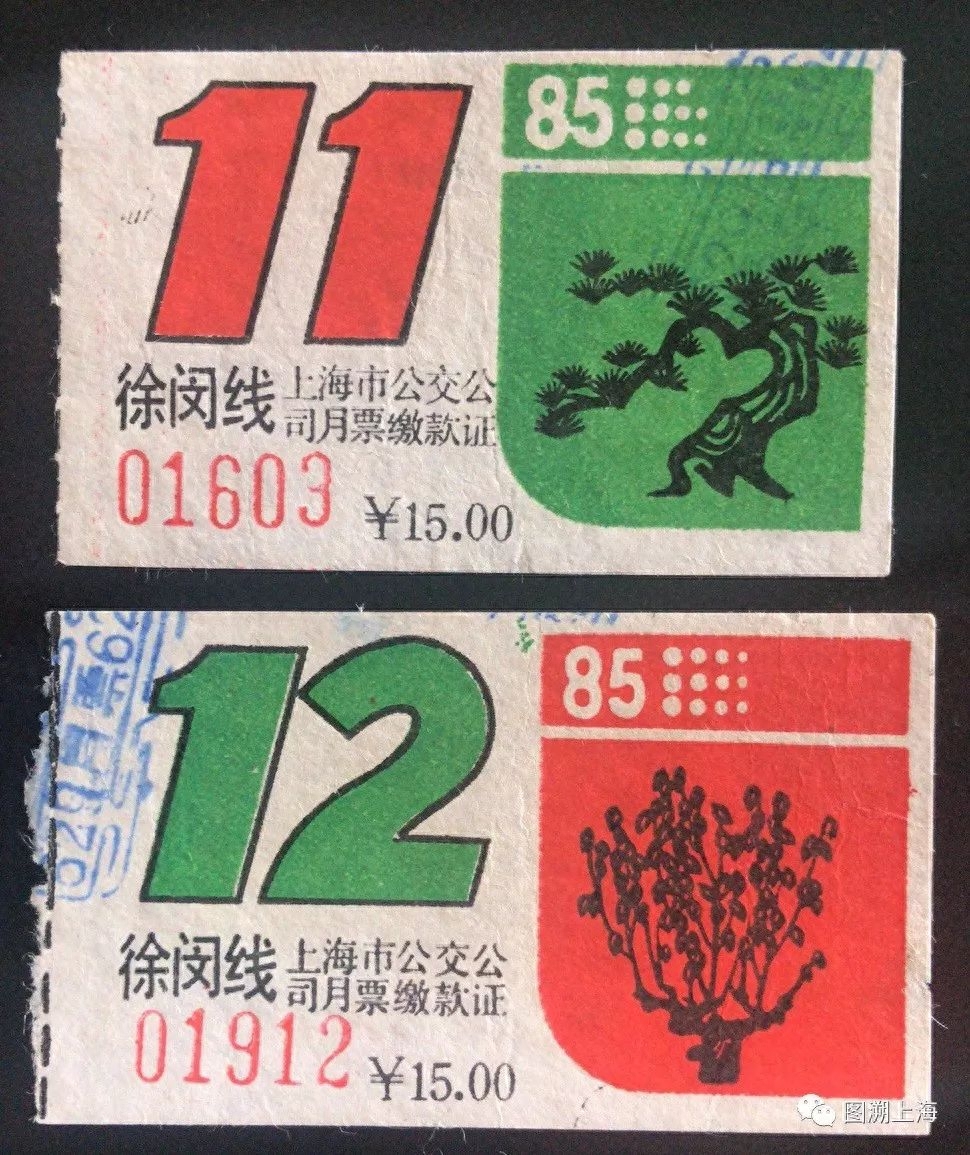 11
85
徐闵线
上海市公交公
司月票缴款证
01603
¥15.00
12
85
徐闵线
上海市公交公
司月票缴款证
01912
¥15.00
图溯上海